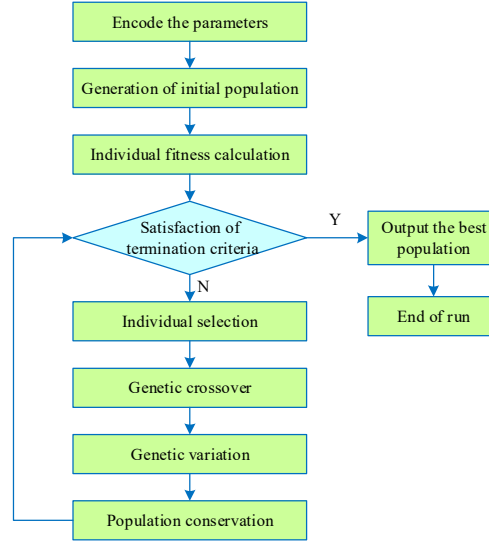 Encode the parameters
Generation of initial population
Individual fitness calculation
Satisfaction of
termination criteria
Y
Output the best
population
N
End of run
Individual selection
Genetic crossover
Genetic variation
Population conservation